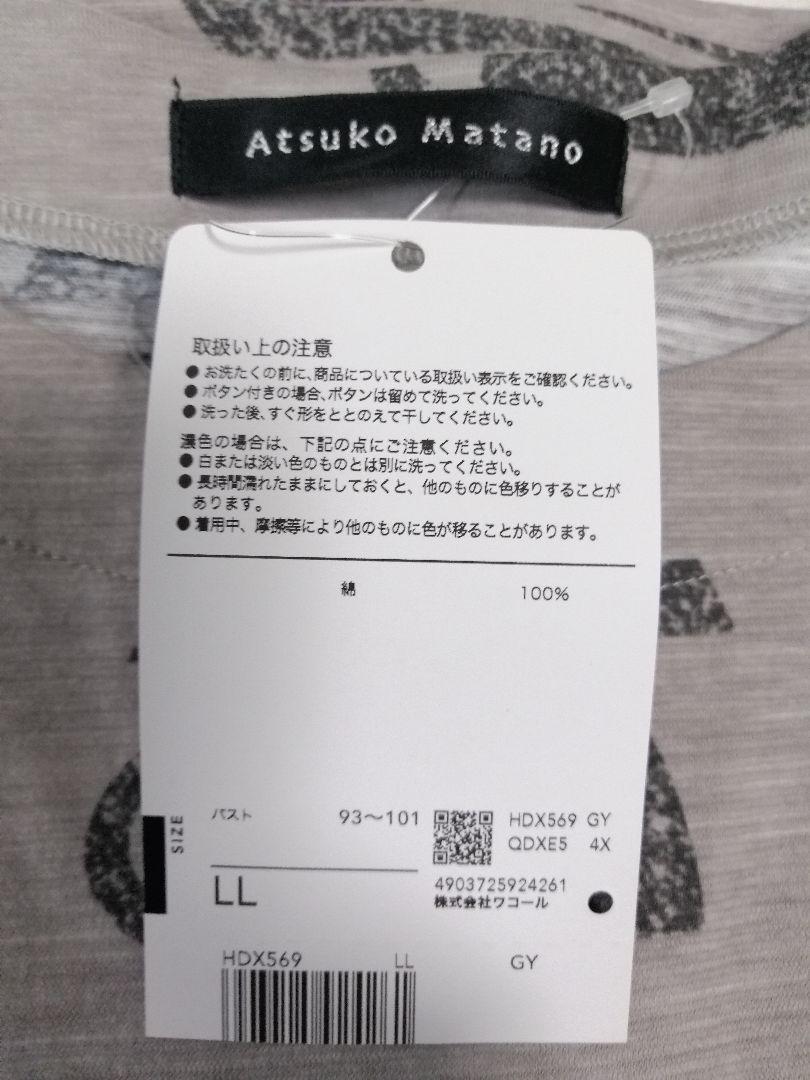 Atsuko Matano
取扱い上の注意
●お洗たくの前に、商品についている取扱い表示をご確認ください。
●ボタン付きの場合、ボタンは留めて洗ってください。
●洗った後、すぐ形をととのえて干してください。
濃色の場合は、下記の点にご注意ください。
●白または淡い色のものとは別に洗ってください。
●長時間濡れたままにしておくと、他のものに色移りすることが
あります。
●着用中、摩擦等により他のものに色が移ることがあります。
綿 100%
SIZE
バスト 93～101
LL
HDX569 GY
QDXE5 4X
4903725924261
株式会社ワコール
HDX569 LL GY